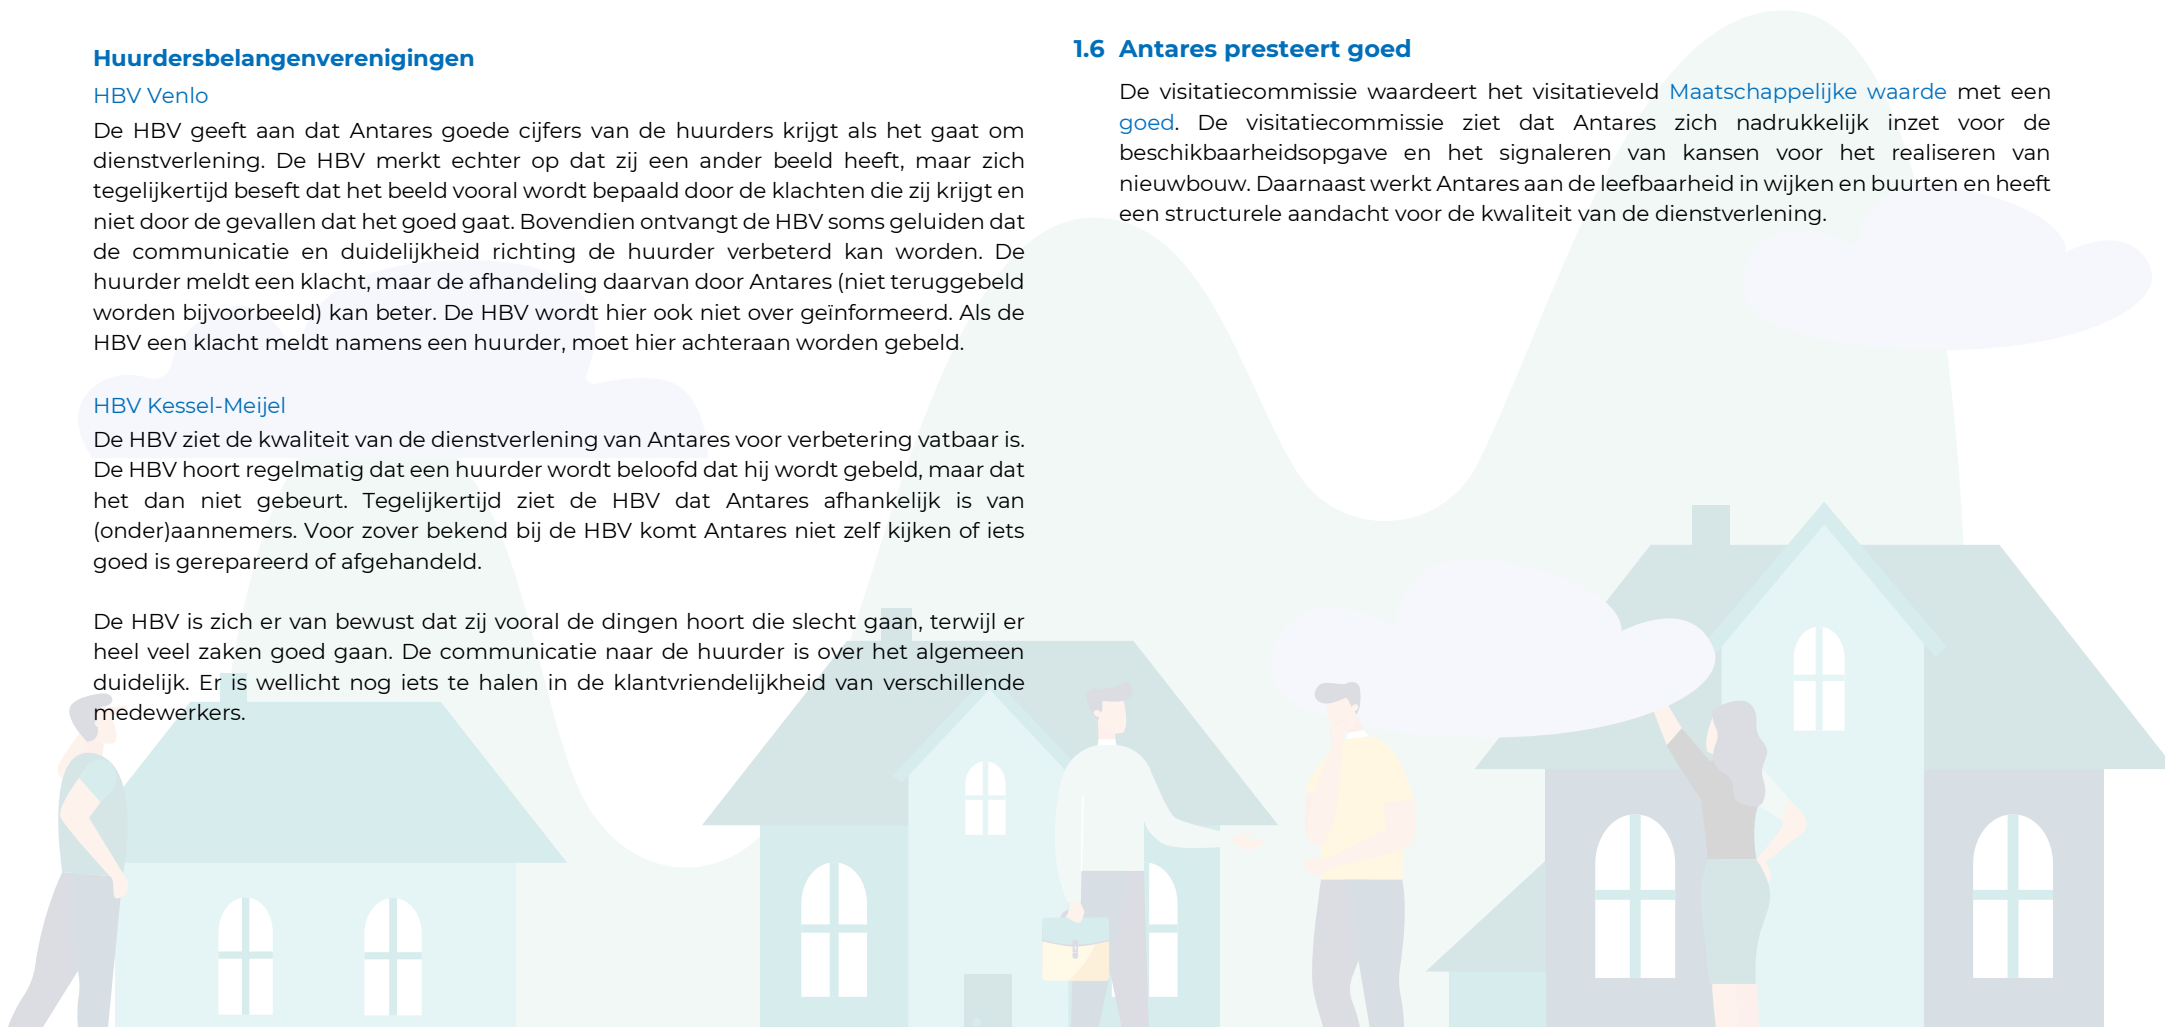 Huurdersbelangenverenigingen
HBV Venlo
De HBV geeft aan dat Antares goede cijfers van de huurders krijgt als het gaat om
dienstverlening. De HBV merkt echter op dat zij een ander beeld heeft, maar zich
tegelijkertijd beseft dat het beeld vooral wordt bepaald door de klachten die zij krijgt en
niet door de gevallen dat het goed gaat. Bovendien ontvangt de HBV soms geluiden dat
de communicatie en duidelijkheid richting de huurder verbeterd kan worden. De
huurder meldt een klacht, maar de afhandeling daarvan door Antares (niet teruggebeld
worden bijvoorbeeld) kan beter. De HBV wordt hier ook niet over geïnformeerd. Als de
HBV een klacht meldt namens een huurder, moet hier achteraan worden gebeld.
HBV Kessel-Meijel
De HBV ziet de kwaliteit van de dienstverlening van Antares voor verbetering vatbaar is.
De HBV hoort regelmatig dat een huurder wordt beloofd dat hij wordt gebeld, maar dat
het dan niet gebeurt. Tegelijkertijd ziet de HBV dat Antares afhankelijk is van
(onder)aannemers. Voor zover bekend bij de HBV komt Antares niet zelf kijken of iets
goed is gerepareerd of afgehandeld.
De HBV is zich er van bewust dat zij vooral de dingen hoort die slecht gaan, terwijl er
heel veel zaken goed gaan. De communicatie naar de huurder is over het algemeen
duidelijk. Er is wellicht nog iets te halen in de klantvriendelijkheid van verschillende
medewerkers.
1.6 Antares presteert goed
De visitatiecommissie waardeert het visitatieveld Maatschappelijke waarde met een
goed. De visitatiecommissie ziet dat Antares zich nadrukkelijk inzet voor de
beschikbaarheidsopgave en het signaleren van kansen voor het realiseren van
nieuwbouw. Daarnaast werkt Antares aan de leefbaarheid in wijken en buurten en heeft
een structurele aandacht voor de kwaliteit van de dienstverlening.